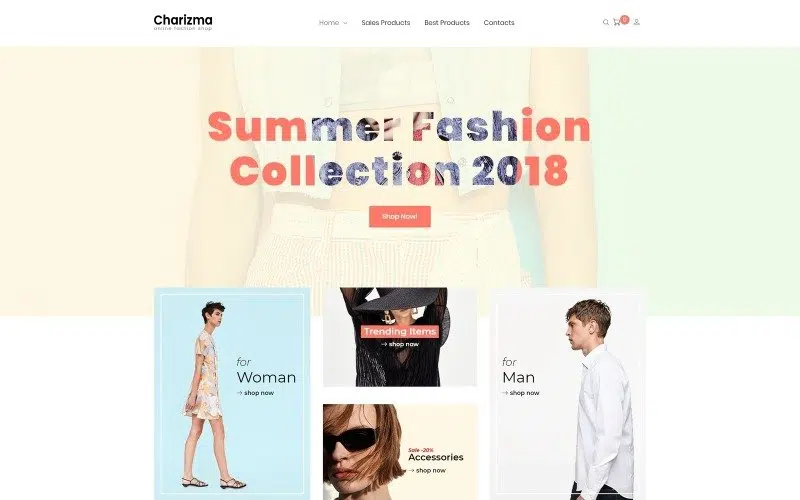 Charizma
online fashion shop
Home
Sales Products
Best Products
Contacts
0
Summer Fashion
Collection 2018
Shop Now!
for
Woman
→ shop now
Trending Items
→ shop now
Sale -20%
Accessories
→ shop now
for
Man
→ shop now